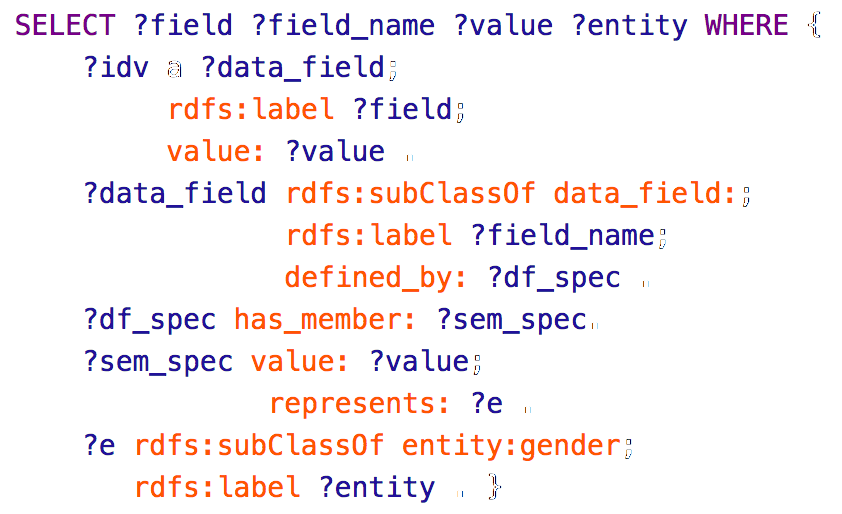 SELECT ?field ?field_name ?value ?entity WHERE {
?idv a ?data_field;
rdfs:label ?field;
value: ?value .
?data_field rdfs:subClassOf data_field:;
rdfs:label ?field_name;
defined_by: ?df_spec .
?df_spec has_member: ?sem_spec.
?sem_spec value: ?value;
represents: ?e .
?e rdfs:subClassOf entity:gender;
rdfs:label ?entity . }